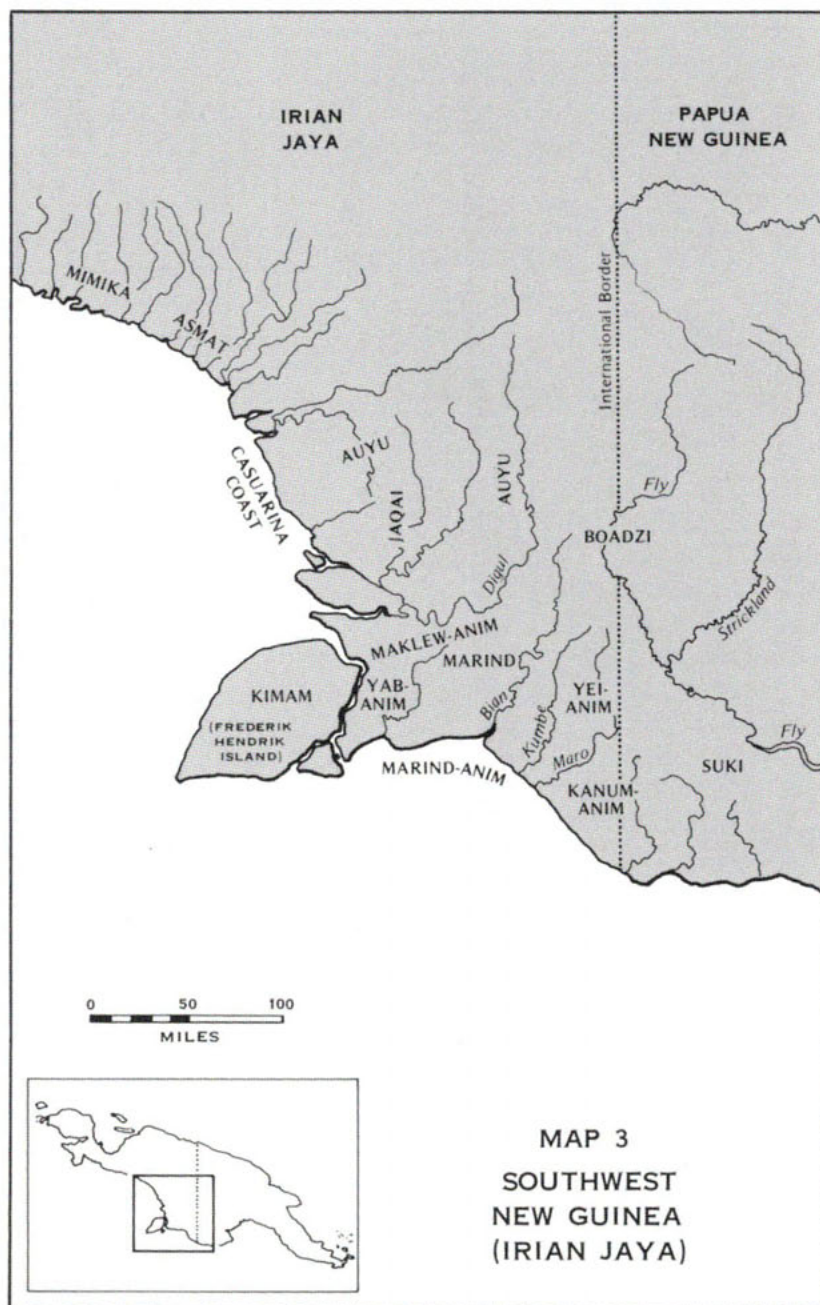 IRIAN
JAYA
PAPUA
NEW GUINEA
International Border
MIMIKA
ASMAT
CASUARINA
COAST
AUYU
JAQAI
AUYU
Digul
Fly
BOADZI
Strickland
MAKLEW-ANIM
MARIND
YAB-
ANIM
KIMAM
(FREDERIK
HENDRIK
ISLAND)
Bian
Kumbe
YEI-
ANIM
Maro
Fly
SUKI
MARIND-ANIM
KANUM-
ANIM
0 50 100
MILES
MAP 3
SOUTHWEST
NEW GUINEA
(IRIAN JAYA)